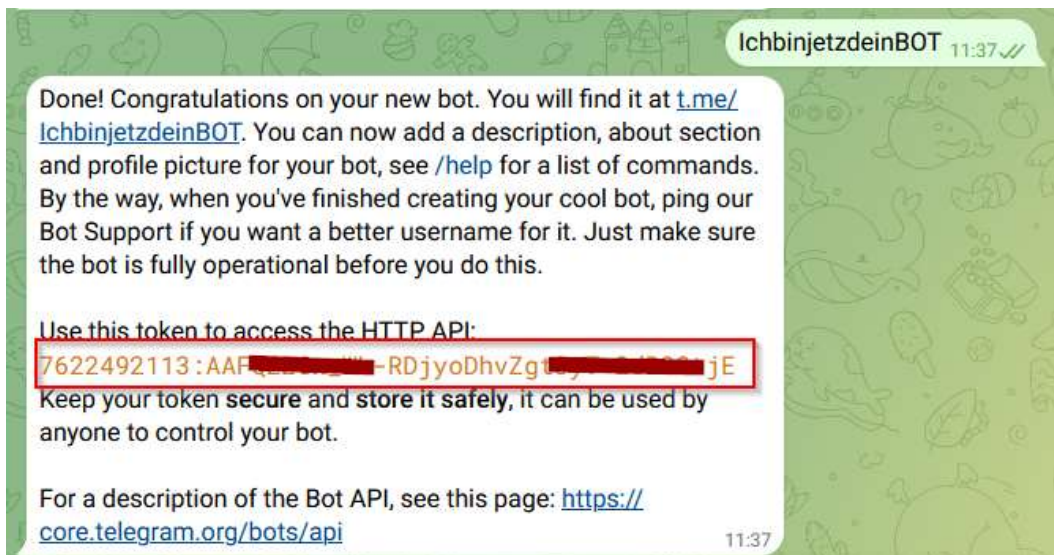 IchbinjetzdeinBOT 11:37
Done! Congratulations on your new bot. You will find it at t.me/
IchbinjetzdeinBOT. You can now add a description, about section
and profile picture for your bot, see /help for a list of commands.
By the way, when you've finished creating your cool bot, ping our
Bot Support if you want a better username for it. Just make sure
the bot is fully operational before you do this.
Use this token to access the HTTP API:
7622492113:AAF -RDjyoDhvZg jE
Keep your token secure and store it safely, it can be used by
anyone to control your bot.
For a description of the Bot API, see this page: https://
core.telegram.org/bots/api 11:37